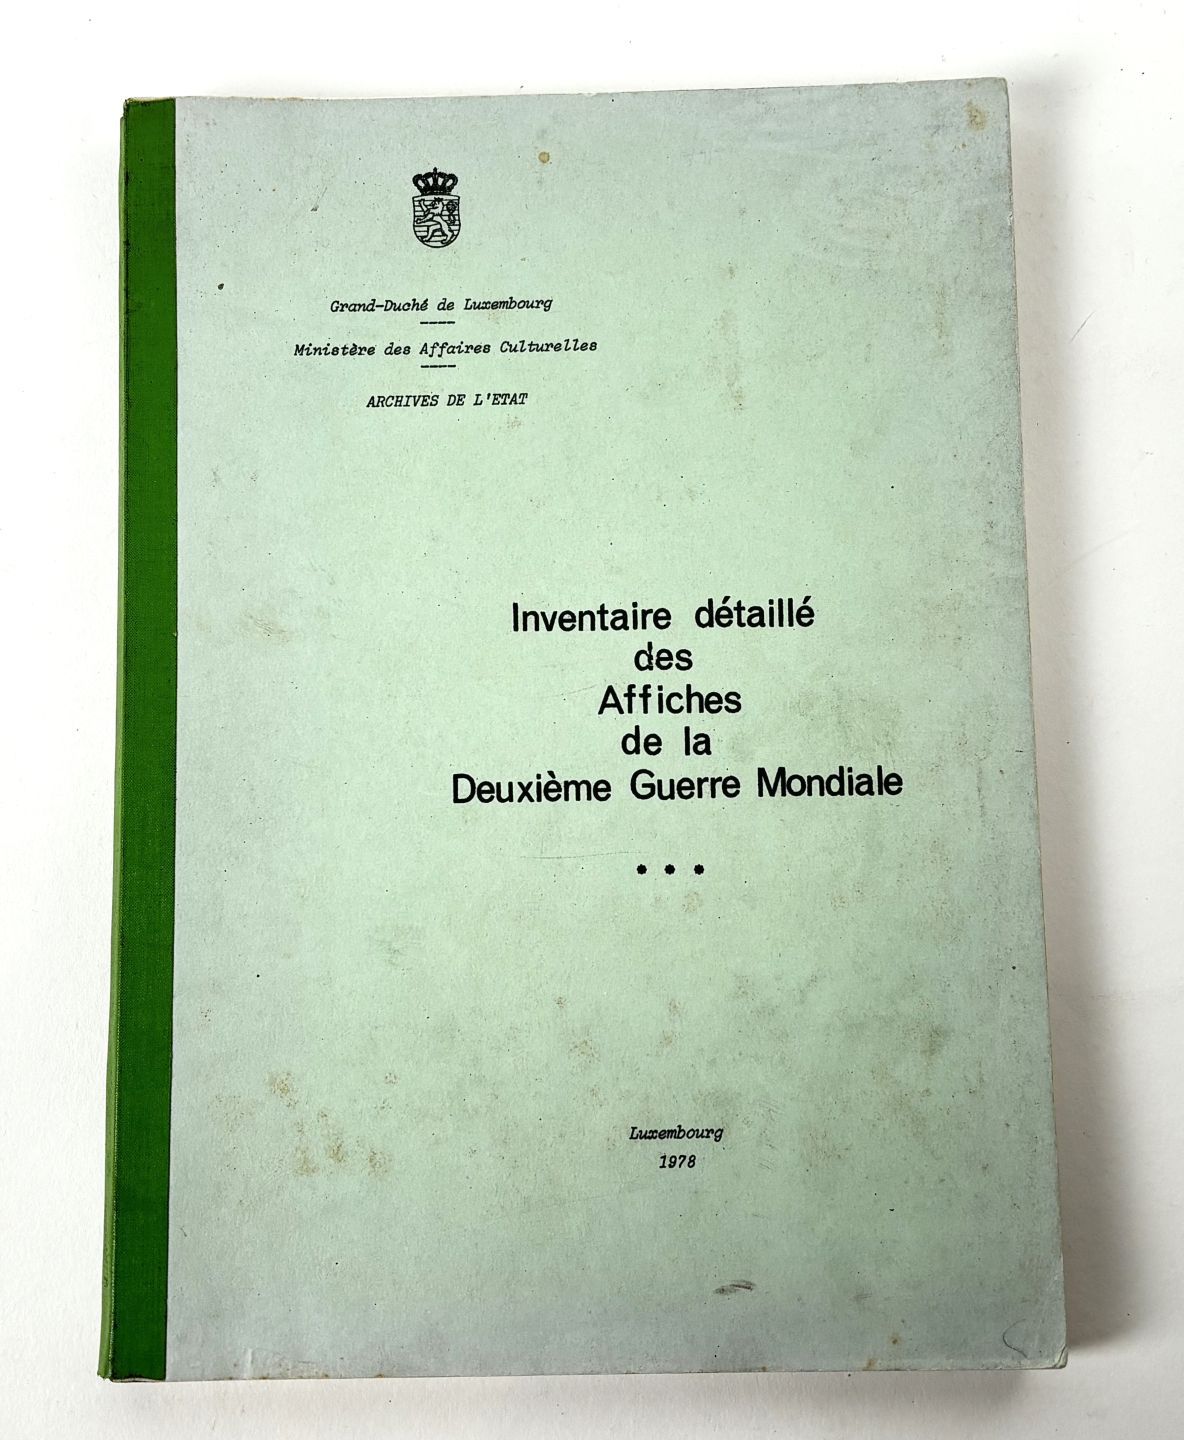 Grand-Duché de Luxembourg
Ministère des Affaires Culturelles
ARCHIVES DE L'ETAT
Inventaire détaillé
des
Affiches
de la
Deuxième Guerre Mondiale
Luxembourg
1978